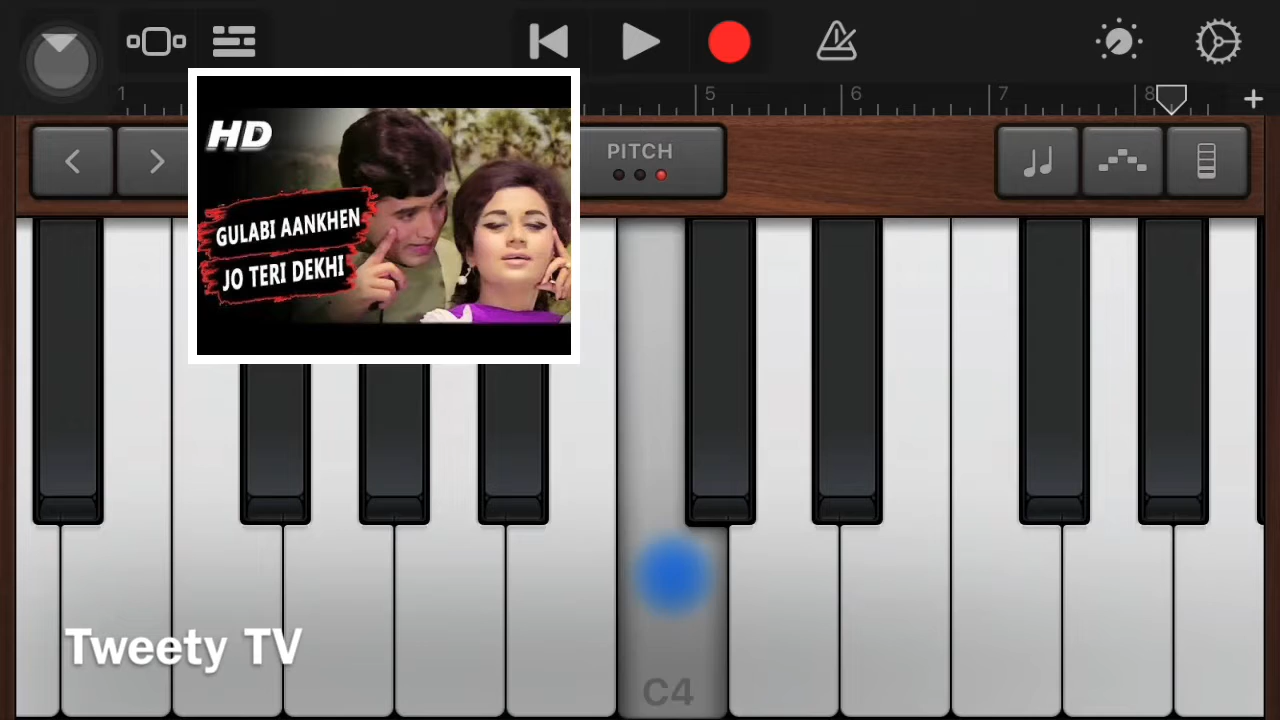 1
5
6
7
8
HD
PITCH
GULABI AANKHEN
JO TERI DEKHI
Tweety TV
C4